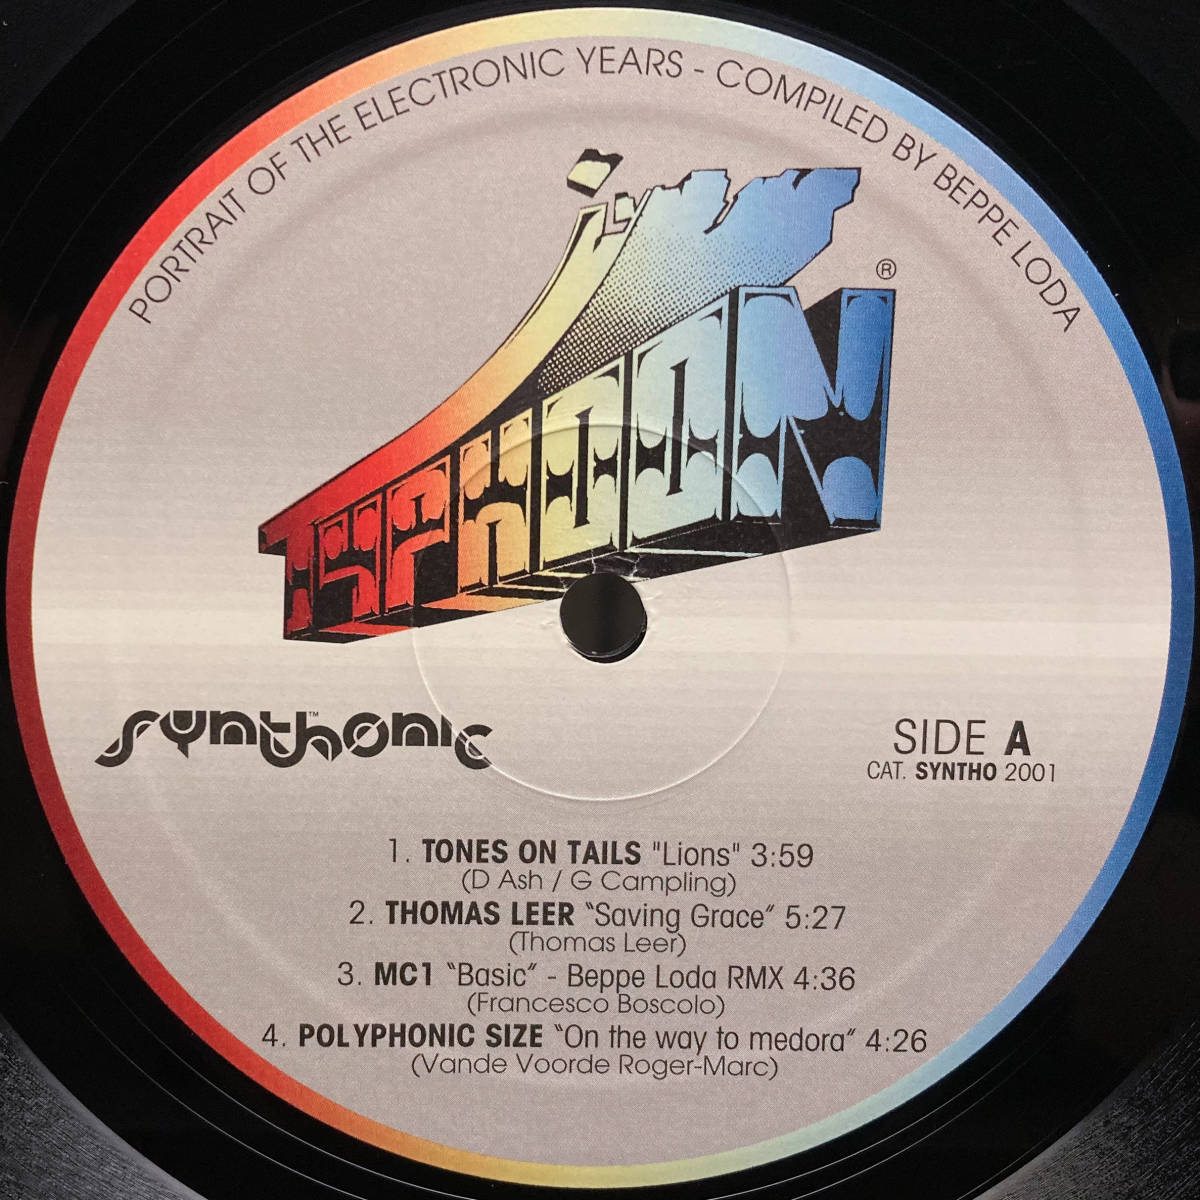 PORTRAIT OF THE ELECTRONIC YEARS - COMPILED BY BEPPE LODA
TYPHOON ®
synthonic ™
SIDE A
CAT. SYNTHO 2001
1. TONES ON TAILS "Lions" 3:59
(D Ash / G Campling)
2. THOMAS LEER "Saving Grace" 5:27
(Thomas Leer)
3. MC1 "Basic" - Beppe Loda RMX 4:36
(Francesco Boscolo)
4. POLYPHONIC SIZE "On the way to medora" 4:26
(Vande Voorde Roger-Marc)